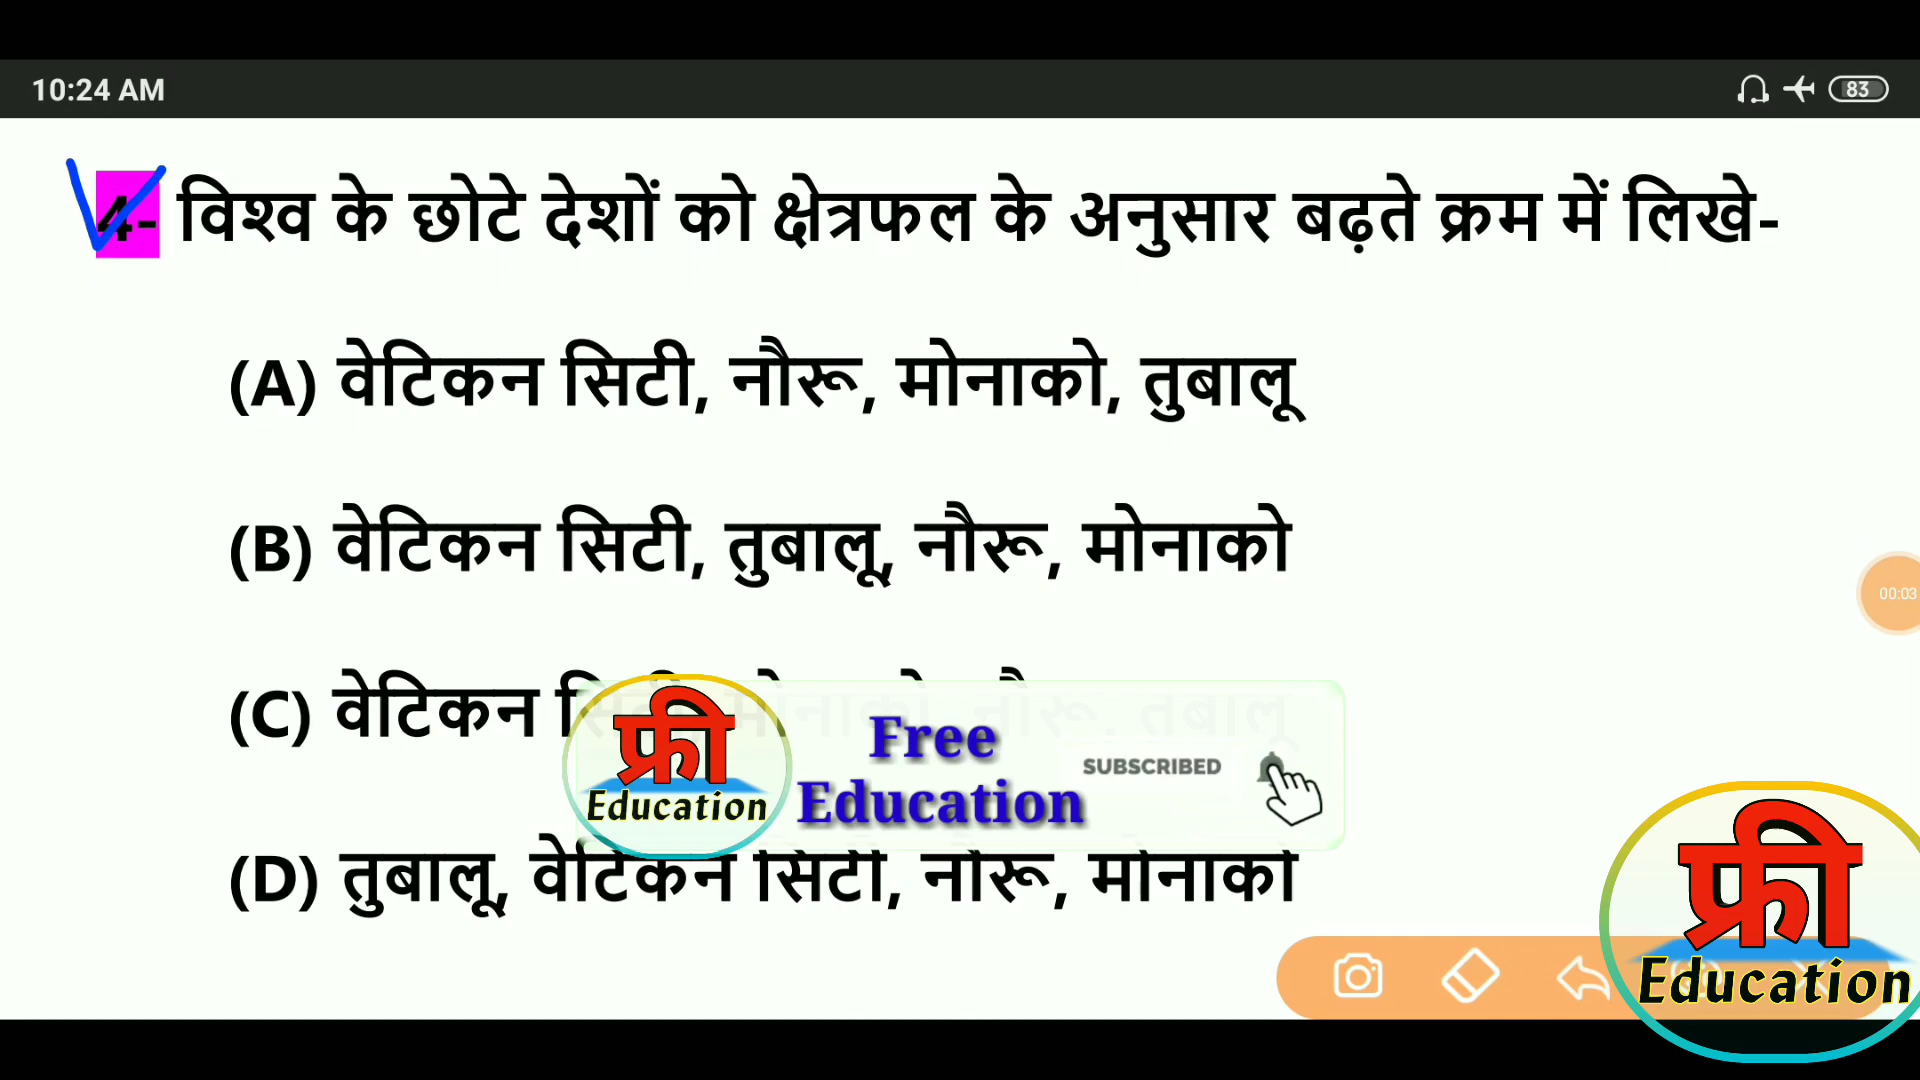 10:24 AM
83
4- विश्व के छोटे देशों को क्षेत्रफल के अनुसार बढ़ते क्रम में लिखे-
(A) वेटिकन सिटी, नौरू, मोनाको, तुबालू
(B) वेटिकन सिटी, तुबालू, नौरू, मोनाको
00:03
(C) वेटिकन सिटी, मोनाको, नौरू, तुबालू
फ्री
Education
Free
Education
SUBSCRIBED
(D) तुबालू, वेटिकन सिटी, नौरू, मोनाको
फ्री
Education